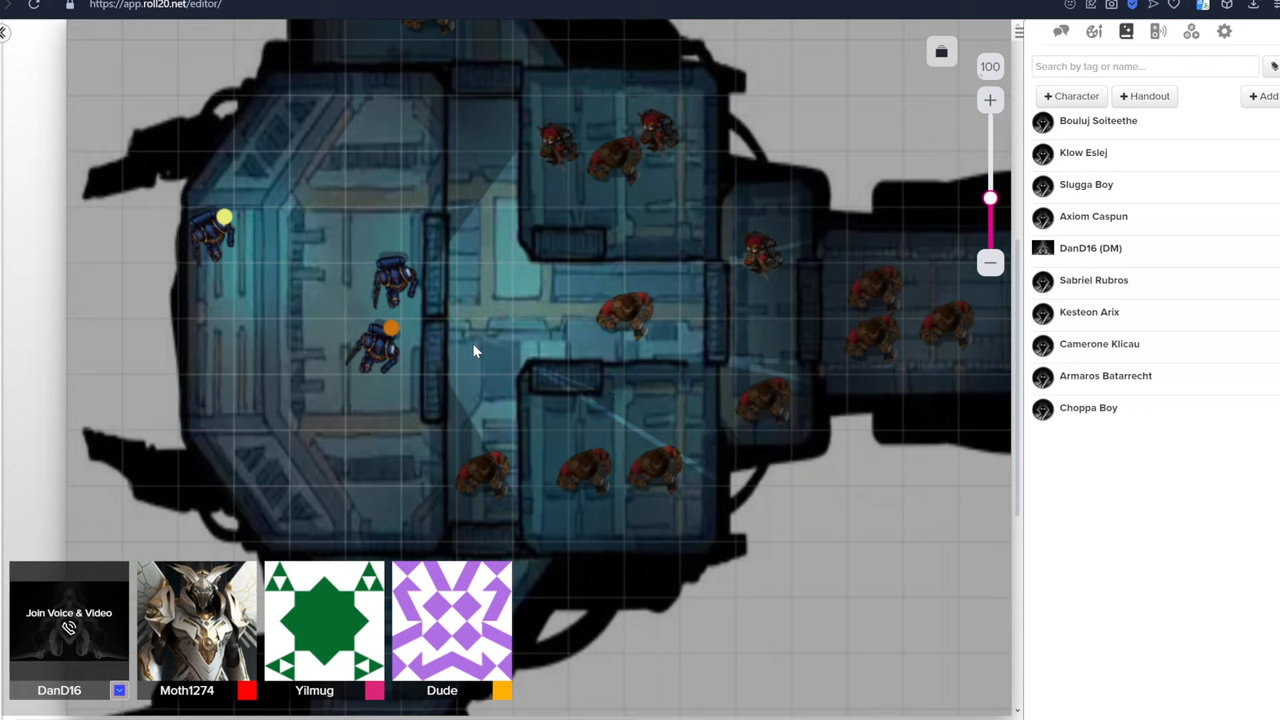 https://app.roll20.net/editor/
100
Search by tag or name...
+ Character
+ Handout
+ Add
Bouluj Soiteethe
Klow Eslej
Slugga Boy
Axiom Caspun
DanD16 (DM)
Sabriel Rubros
Kesteon Arix
Camerone Klicau
Armaros Batarrecht
Choppa Boy
Join Voice & Video
DanD16
Moth1274
Yilmug
Dude